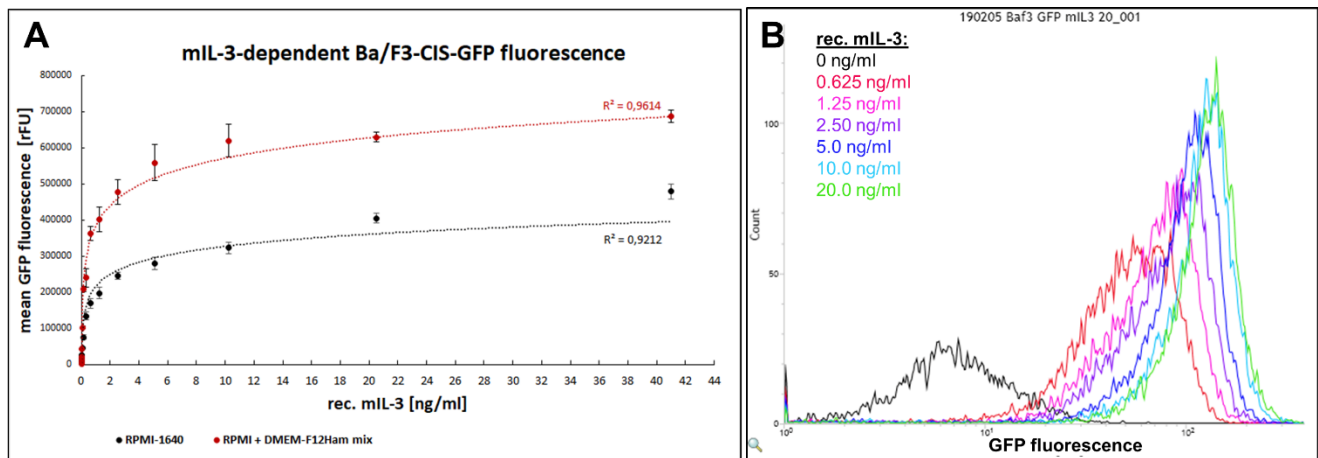 A
mIL-3-dependent Ba/F3-CIS-GFP fluorescence
mean GFP fluorescence [rFU]
800000
700000
600000
500000
400000
300000
200000
100000
0
R² = 0,9614
R² = 0,9212
0 2 4 6 8 10 12 14 16 18 20 22 24 26 28 30 32 34 36 38 40 42 44
rec. mIL-3 [ng/ml]
RPMI-1640 RPMI + DMEM-F12Ham mix
190205 Baf3 GFP mIL3 20_001
B
rec. mIL-3:
0 ng/ml
0.625 ng/ml
1.25 ng/ml
2.50 ng/ml
5.0 ng/ml
10.0 ng/ml
20.0 ng/ml
Count
100
50
0
10⁰ 10¹ 10²
GFP fluorescence